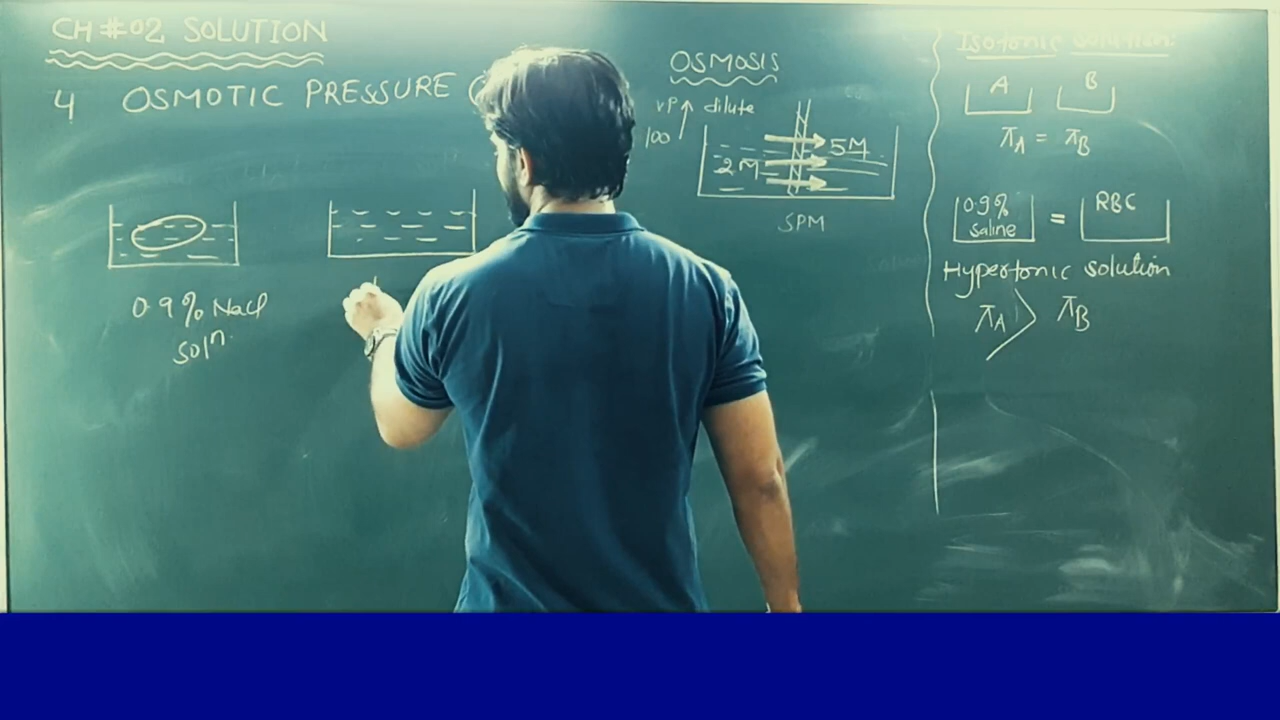 CH # 02 SOLUTION
4 OSMOTIC PRESSURE (
0.9% NaCl
soln.
OSMOSIS
VP↑ dilute
100
2M 5M
SPM
Isotonic solution:
A B
πA = πB
0.9% saline = RBC
Hypertonic solution
πA > πB